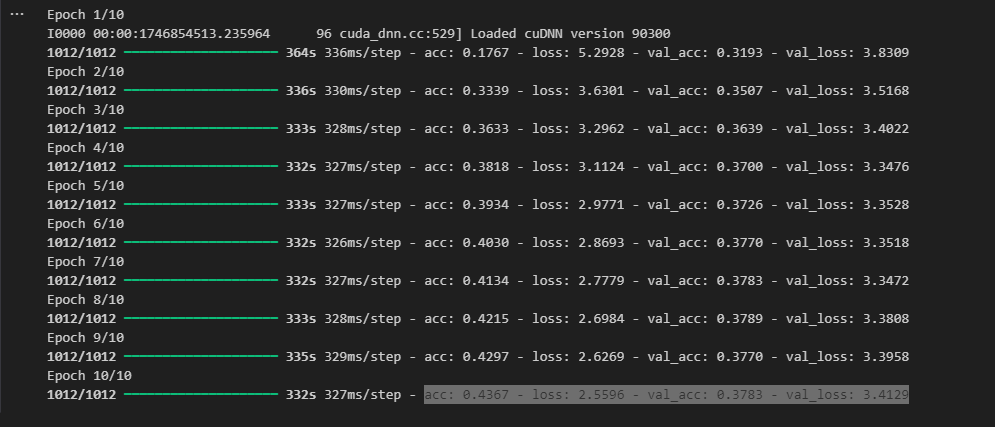 ... Epoch 1/10
I0000 00:00:1746854513.235964 96 cuda_dnn.cc:529] Loaded cuDNN version 90300
1012/1012 ━━━━━━━━━━━━━━━━━━━━ 364s 336ms/step - acc: 0.1767 - loss: 5.2928 - val_acc: 0.3193 - val_loss: 3.8309
Epoch 2/10
1012/1012 ━━━━━━━━━━━━━━━━━━━━ 336s 330ms/step - acc: 0.3339 - loss: 3.6301 - val_acc: 0.3507 - val_loss: 3.5168
Epoch 3/10
1012/1012 ━━━━━━━━━━━━━━━━━━━━ 333s 328ms/step - acc: 0.3633 - loss: 3.2962 - val_acc: 0.3639 - val_loss: 3.4022
Epoch 4/10
1012/1012 ━━━━━━━━━━━━━━━━━━━━ 332s 327ms/step - acc: 0.3818 - loss: 3.1124 - val_acc: 0.3700 - val_loss: 3.3476
Epoch 5/10
1012/1012 ━━━━━━━━━━━━━━━━━━━━ 333s 327ms/step - acc: 0.3934 - loss: 2.9771 - val_acc: 0.3726 - val_loss: 3.3528
Epoch 6/10
1012/1012 ━━━━━━━━━━━━━━━━━━━━ 332s 326ms/step - acc: 0.4030 - loss: 2.8693 - val_acc: 0.3770 - val_loss: 3.3518
Epoch 7/10
1012/1012 ━━━━━━━━━━━━━━━━━━━━ 332s 327ms/step - acc: 0.4134 - loss: 2.7779 - val_acc: 0.3783 - val_loss: 3.3472
Epoch 8/10
1012/1012 ━━━━━━━━━━━━━━━━━━━━ 333s 328ms/step - acc: 0.4215 - loss: 2.6984 - val_acc: 0.3789 - val_loss: 3.3808
Epoch 9/10
1012/1012 ━━━━━━━━━━━━━━━━━━━━ 335s 329ms/step - acc: 0.4297 - loss: 2.6269 - val_acc: 0.3770 - val_loss: 3.3958
Epoch 10/10
1012/1012 ━━━━━━━━━━━━━━━━━━━━ 332s 327ms/step - acc: 0.4367 - loss: 2.5596 - val_acc: 0.3783 - val_loss: 3.4129